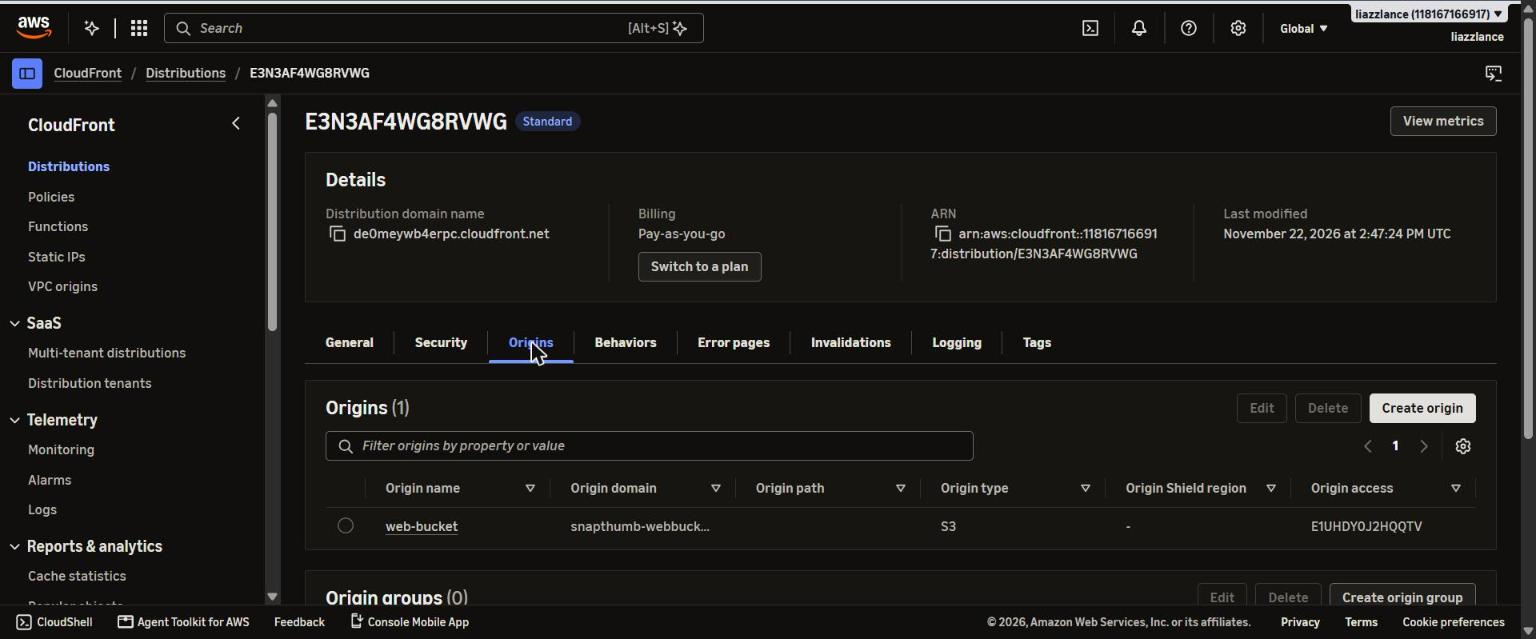 aws
Search
[Alt+S]
Global
liazzlance (118167166917)
liazzlance
CloudFront / Distributions / E3N3AF4WG8RVWG
CloudFront
Distributions
Policies
Functions
Static IPs
VPC origins
SaaS
Multi-tenant distributions
Distribution tenants
Telemetry
Monitoring
Alarms
Logs
Reports & analytics
Cache statistics
E3N3AF4WG8RVWG
Standard
View metrics
Details
Distribution domain name
de0meywb4erpc.cloudfront.net
Billing
Pay-as-you-go
Switch to a plan
ARN
arn:aws:cloudfront::11816716691
7:distribution/E3N3AF4WG8RVWG
Last modified
November 22, 2026 at 2:47:24 PM UTC
General
Security
Origins
Behaviors
Error pages
Invalidations
Logging
Tags
Origins (1)
Edit
Delete
Create origin
Filter origins by property or value
1
Origin name
Origin domain
Origin path
Origin type
Origin Shield region
Origin access
web-bucket
snapthumb-webbuck...
S3
-
E1UHDY0J2HQQTV
Origin groups (0)
Edit
Delete
Create origin group
CloudShell
Agent Toolkit for AWS
Feedback
Console Mobile App
© 2026, Amazon Web Services, Inc. or its affiliates.
Privacy
Terms
Cookie preferences